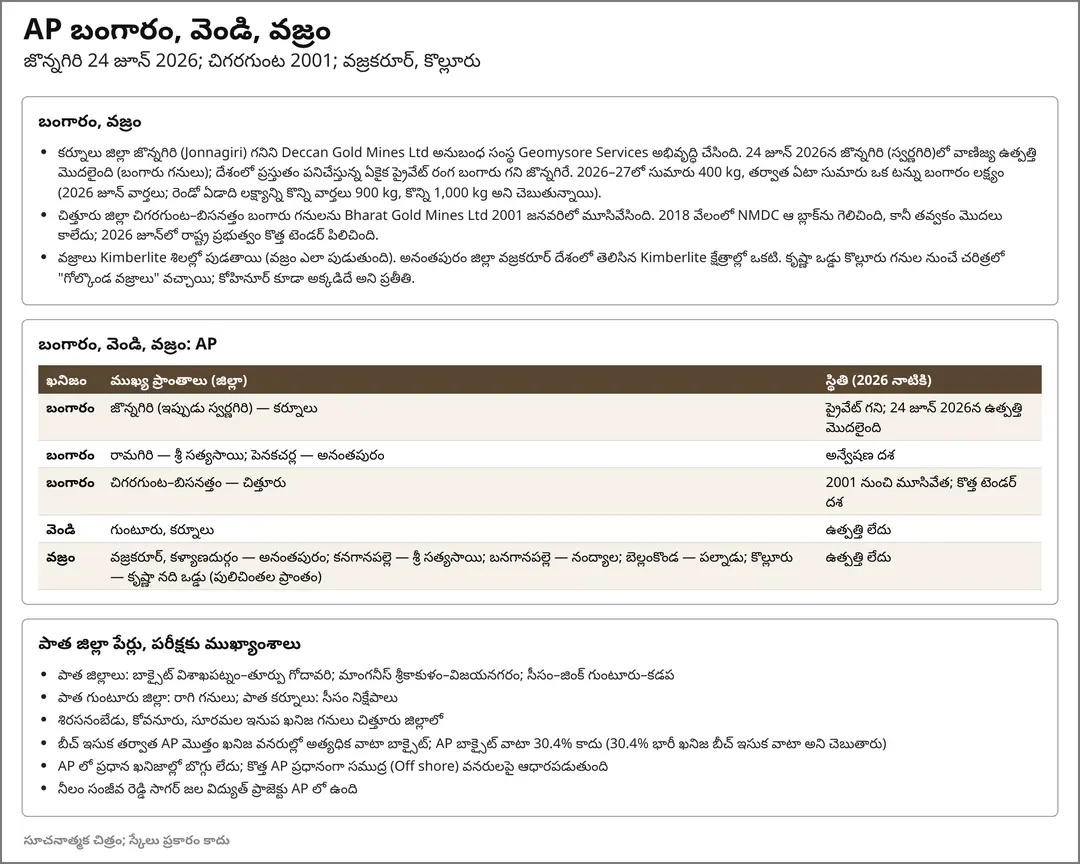 AP బంగారం, వెండి, వజ్రం
జొన్నగిరి 24 జూన్ 2026; చిగరగుంట 2001; వజ్రకరూర్, కొల్లూరు
బంగారం, వజ్రం
• కర్నూలు జిల్లా జొన్నగిరి (Jonnagiri) గనిని Deccan Gold Mines Ltd అనుబంధ సంస్థ Geomysore Services అభివృద్ధి చేసింది. 24 జూన్ 2026న జొన్నగిరి (స్వర్ణగిరి)లో వాణిజ్య ఉత్పత్తి
మొదలైంది (బంగారు గనులు); దేశంలో ప్రస్తుతం పనిచేస్తున్న ఏకైక ప్రైవేట్ రంగ బంగారు గని జొన్నగిరే. 2026–27లో సుమారు 400 kg, తర్వాత ఏటా సుమారు ఒక టన్ను బంగారం లక్ష్యం
(2026 జూన్ వార్తలు; రెండో ఏడాది లక్ష్యాన్ని కొన్ని వార్తలు 900 kg, కొన్ని 1,000 kg అని చెబుతున్నాయి).
• చిత్తూరు జిల్లా చిగరగుంట–బిసనత్తం బంగారు గనులను Bharat Gold Mines Ltd 2001 జనవరిలో మూసివేసింది. 2018 వేలంలో NMDC ఆ బ్లాక్‌ను గెలిచింది, కానీ తవ్వకం మొదలు
కాలేదు; 2026 జూన్‌లో రాష్ట్ర ప్రభుత్వం కొత్త టెండర్ పిలిచింది.
• వజ్రాలు Kimberlite శిలల్లో పుడతాయి (వజ్రం ఎలా పుడుతుంది). అనంతపురం జిల్లా వజ్రకరూర్ దేశంలో తెలిసిన Kimberlite క్షేత్రాల్లో ఒకటి. కృష్ణా ఒడ్డు కొల్లూరు గనుల నుంచే చరిత్రలో
"గోల్కొండ వజ్రాలు" వచ్చాయి; కోహినూర్ కూడా అక్కడిదే అని ప్రతీతి.
బంగారం, వెండి, వజ్రం: AP
ఖనిజం ముఖ్య ప్రాంతాలు (జిల్లా) స్థితి (2026 నాటికి)
బంగారం జొన్నగిరి (ఇప్పుడు స్వర్ణగిరి) — కర్నూలు ప్రైవేట్ గని; 24 జూన్ 2026న ఉత్పత్తి
మొదలైంది
బంగారం రామగిరి — శ్రీ సత్యసాయి; పెనకచర్ల — అనంతపురం అన్వేషణ దశ
బంగారం చిగరగుంట–బిసనత్తం — చిత్తూరు 2001 నుంచి మూసివేత; కొత్త టెండర్
దశ
వెండి గుంటూరు, కర్నూలు ఉత్పత్తి లేదు
వజ్రం వజ్రకరూర్, కళ్యాణదుర్గం — అనంతపురం; కనగానపల్లె — శ్రీ సత్యసాయి; బనగానపల్లె — నంద్యాల; బెల్లంకొండ — పల్నాడు; కొల్లూరు ఉత్పత్తి లేదు
— కృష్ణా నది ఒడ్డు (పులిచింతల ప్రాంతం)
పాత జిల్లా పేర్లు, పరీక్షకు ముఖ్యాంశాలు
• పాత జిల్లాలు: బాక్సైట్ విశాఖపట్నం–తూర్పు గోదావరి; మాంగనీస్ శ్రీకాకుళం–విజయనగరం; సీసం–జింక్ గుంటూరు–కడప
• పాత గుంటూరు జిల్లా: రాగి గనులు; పాత కర్నూలు: సీసం నిక్షేపాలు
• శిరసనంబేడు, కోవనూరు, సూరమల ఇనుప ఖనిజ గనులు చిత్తూరు జిల్లాలో
• బీచ్ ఇసుక తర్వాత AP మొత్తం ఖనిజ వనరుల్లో అత్యధిక వాటా బాక్సైట్; AP బాక్సైట్ వాటా 30.4% కాదు (30.4% భారీ ఖనిజ బీచ్ ఇసుక వాటా అని చెబుతారు)
• AP లో ప్రధాన ఖనిజాల్లో బొగ్గు లేదు; కొత్త AP ప్రధానంగా సముద్ర (Off shore) వనరులపై ఆధారపడుతుంది
• నీలం సంజీవ రెడ్డి సాగర్ జల విద్యుత్ ప్రాజెక్టు AP లో ఉంది
సూచనాత్మక చిత్రం; స్కేలు ప్రకారం కాదు